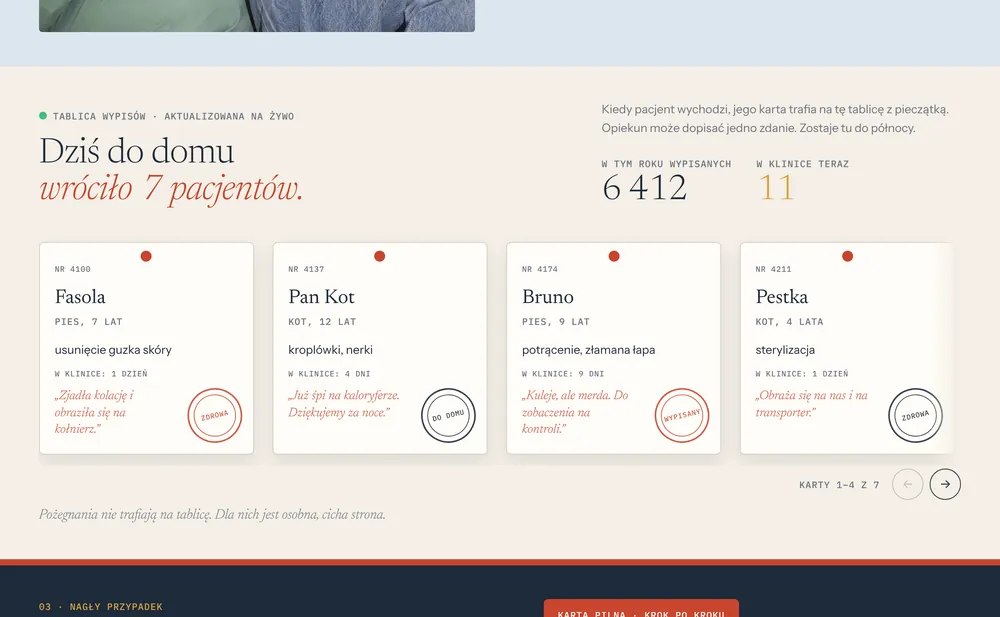 TABLICA WYPISÓW · AKTUALIZOWANA NA ŻYWO
Dziś do domu
wróciło 7 pacjentów.
Kiedy pacjent wychodzi, jego karta trafia na tę tablicę z pieczątką.
Opiekun może dopisać jedno zdanie. Zostaje tu do północy.
W TYM ROKU WYPISANYCH
6 412
W KLINICE TERAZ
11
NR 4100
Fasola
PIES, 7 LAT
usunięcie guzka skóry
W KLINICE: 1 DZIEŃ
„Zjadła kolację i
obraziła się na
kołnierz.”
ZDROWA
NR 4137
Pan Kot
KOT, 12 LAT
kroplówki, nerki
W KLINICE: 4 DNI
„Już śpi na kaloryferze.
Dziękujemy za noce.”
DO DOMU
NR 4174
Bruno
PIES, 9 LAT
potrącenie, złamana łapa
W KLINICE: 9 DNI
„Kuleje, ale merda. Do
zobaczenia na
kontroli.”
WYPISANY
NR 4211
Pestka
KOT, 4 LATA
sterylizacja
W KLINICE: 1 DZIEŃ
„Obraża się na nas i na
transporter.”
ZDROWA
KARTY 1–4 Z 7
Pożegnania nie trafiają na tablicę. Dla nich jest osobna, cicha strona.
03 · NAGŁY PRZYPADEK
KARTA PILNA · KROK PO KROKU